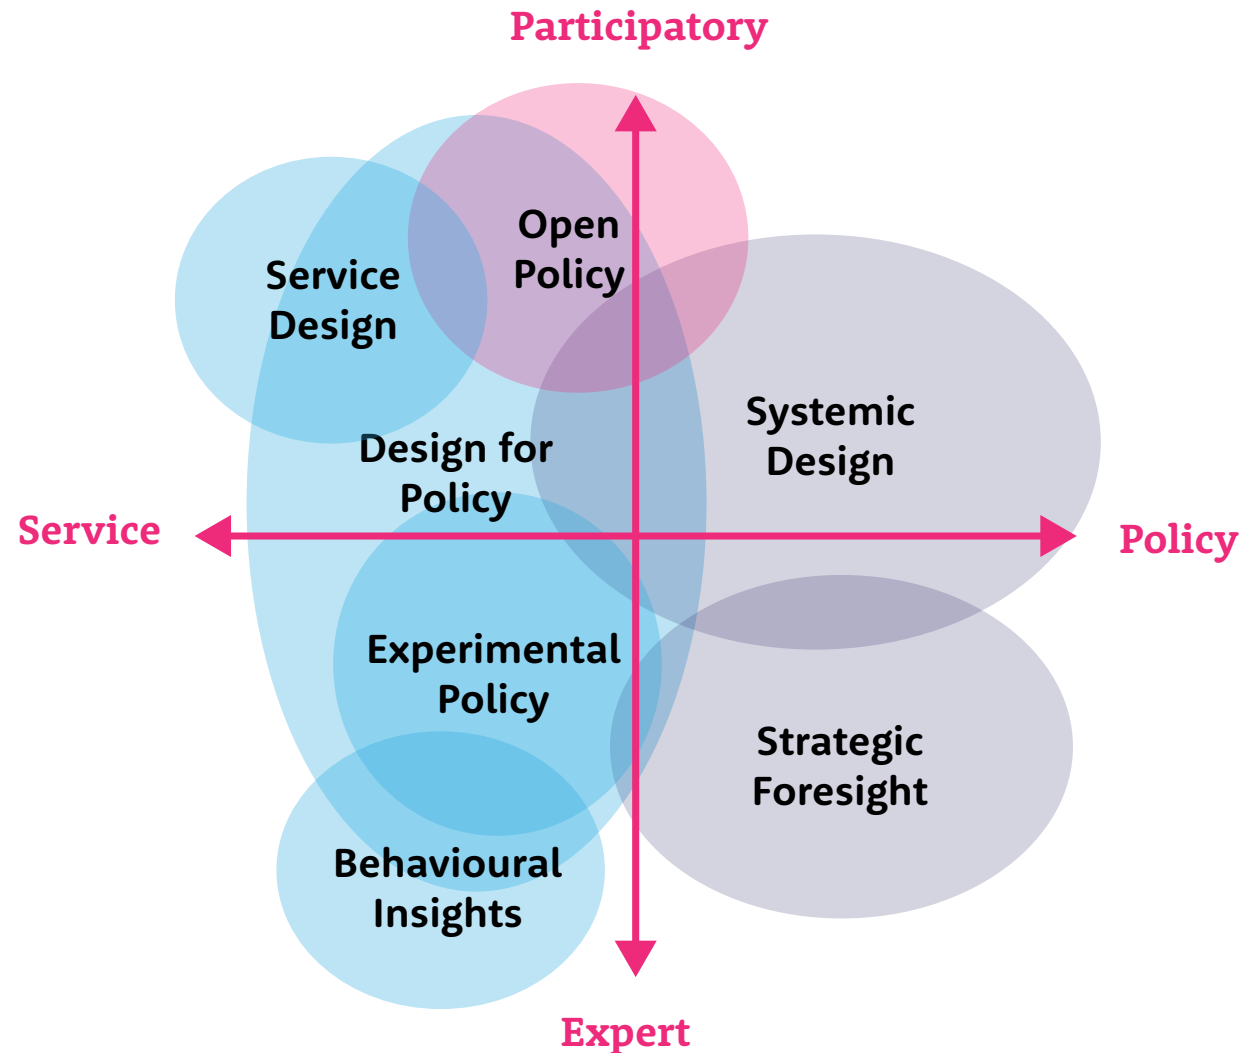 Participatory
Open
Policy
Service
Design
Systemic
Design
Design for
Policy
Service
Policy
Experimental
Policy
Strategic
Foresight
Behavioural
Insights
Expert